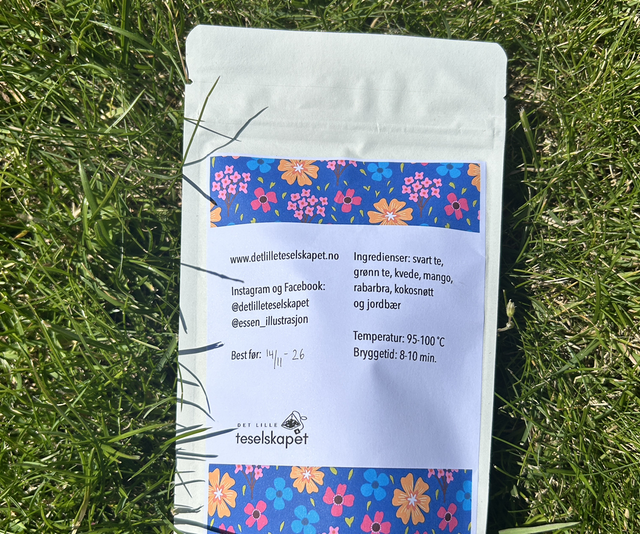 www.detlilleteselskapet.no
Instagram og Facebook:
@detlilleteselskapet
@essen_illustrasjon
Best før: 14/11-26
DET LILLE
teselskapet
Ingredienser: svart te,
grønn te, kvede, mango,
rabarbra, kokosnøtt
og jordbær
Temperatur: 95-100 °C
Bryggetid: 8-10 min.